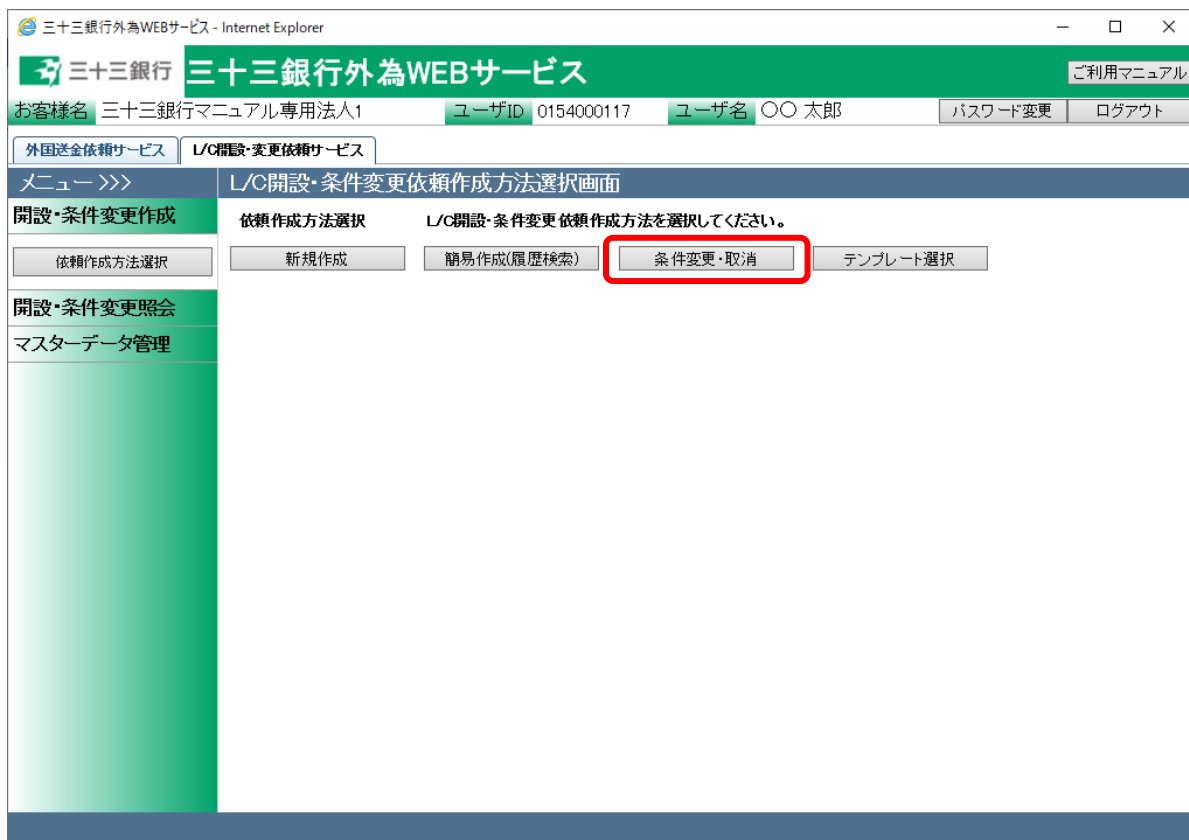 三十三銀行外為WEBサービス - Internet Explorer
三十三銀行 三十三銀行外為WEBサービス ご利用マニュアル
お客様名 三十三銀行マニュアル専用法人1 ユーザID 0154000117 ユーザ名 〇〇 太郎 パスワード変更 ログアウト
外国送金依頼サービス L/C開設・変更依頼サービス
メニュー >>> L/C開設・条件変更依頼作成方法選択画面
開設・条件変更作成 依頼作成方法選択 L/C開設・条件変更依頼作成方法を選択してください。
依頼作成方法選択 新規作成 簡易作成(履歴検索) 条件変更・取消 テンプレート選択
開設・条件変更照会
マスターデータ管理